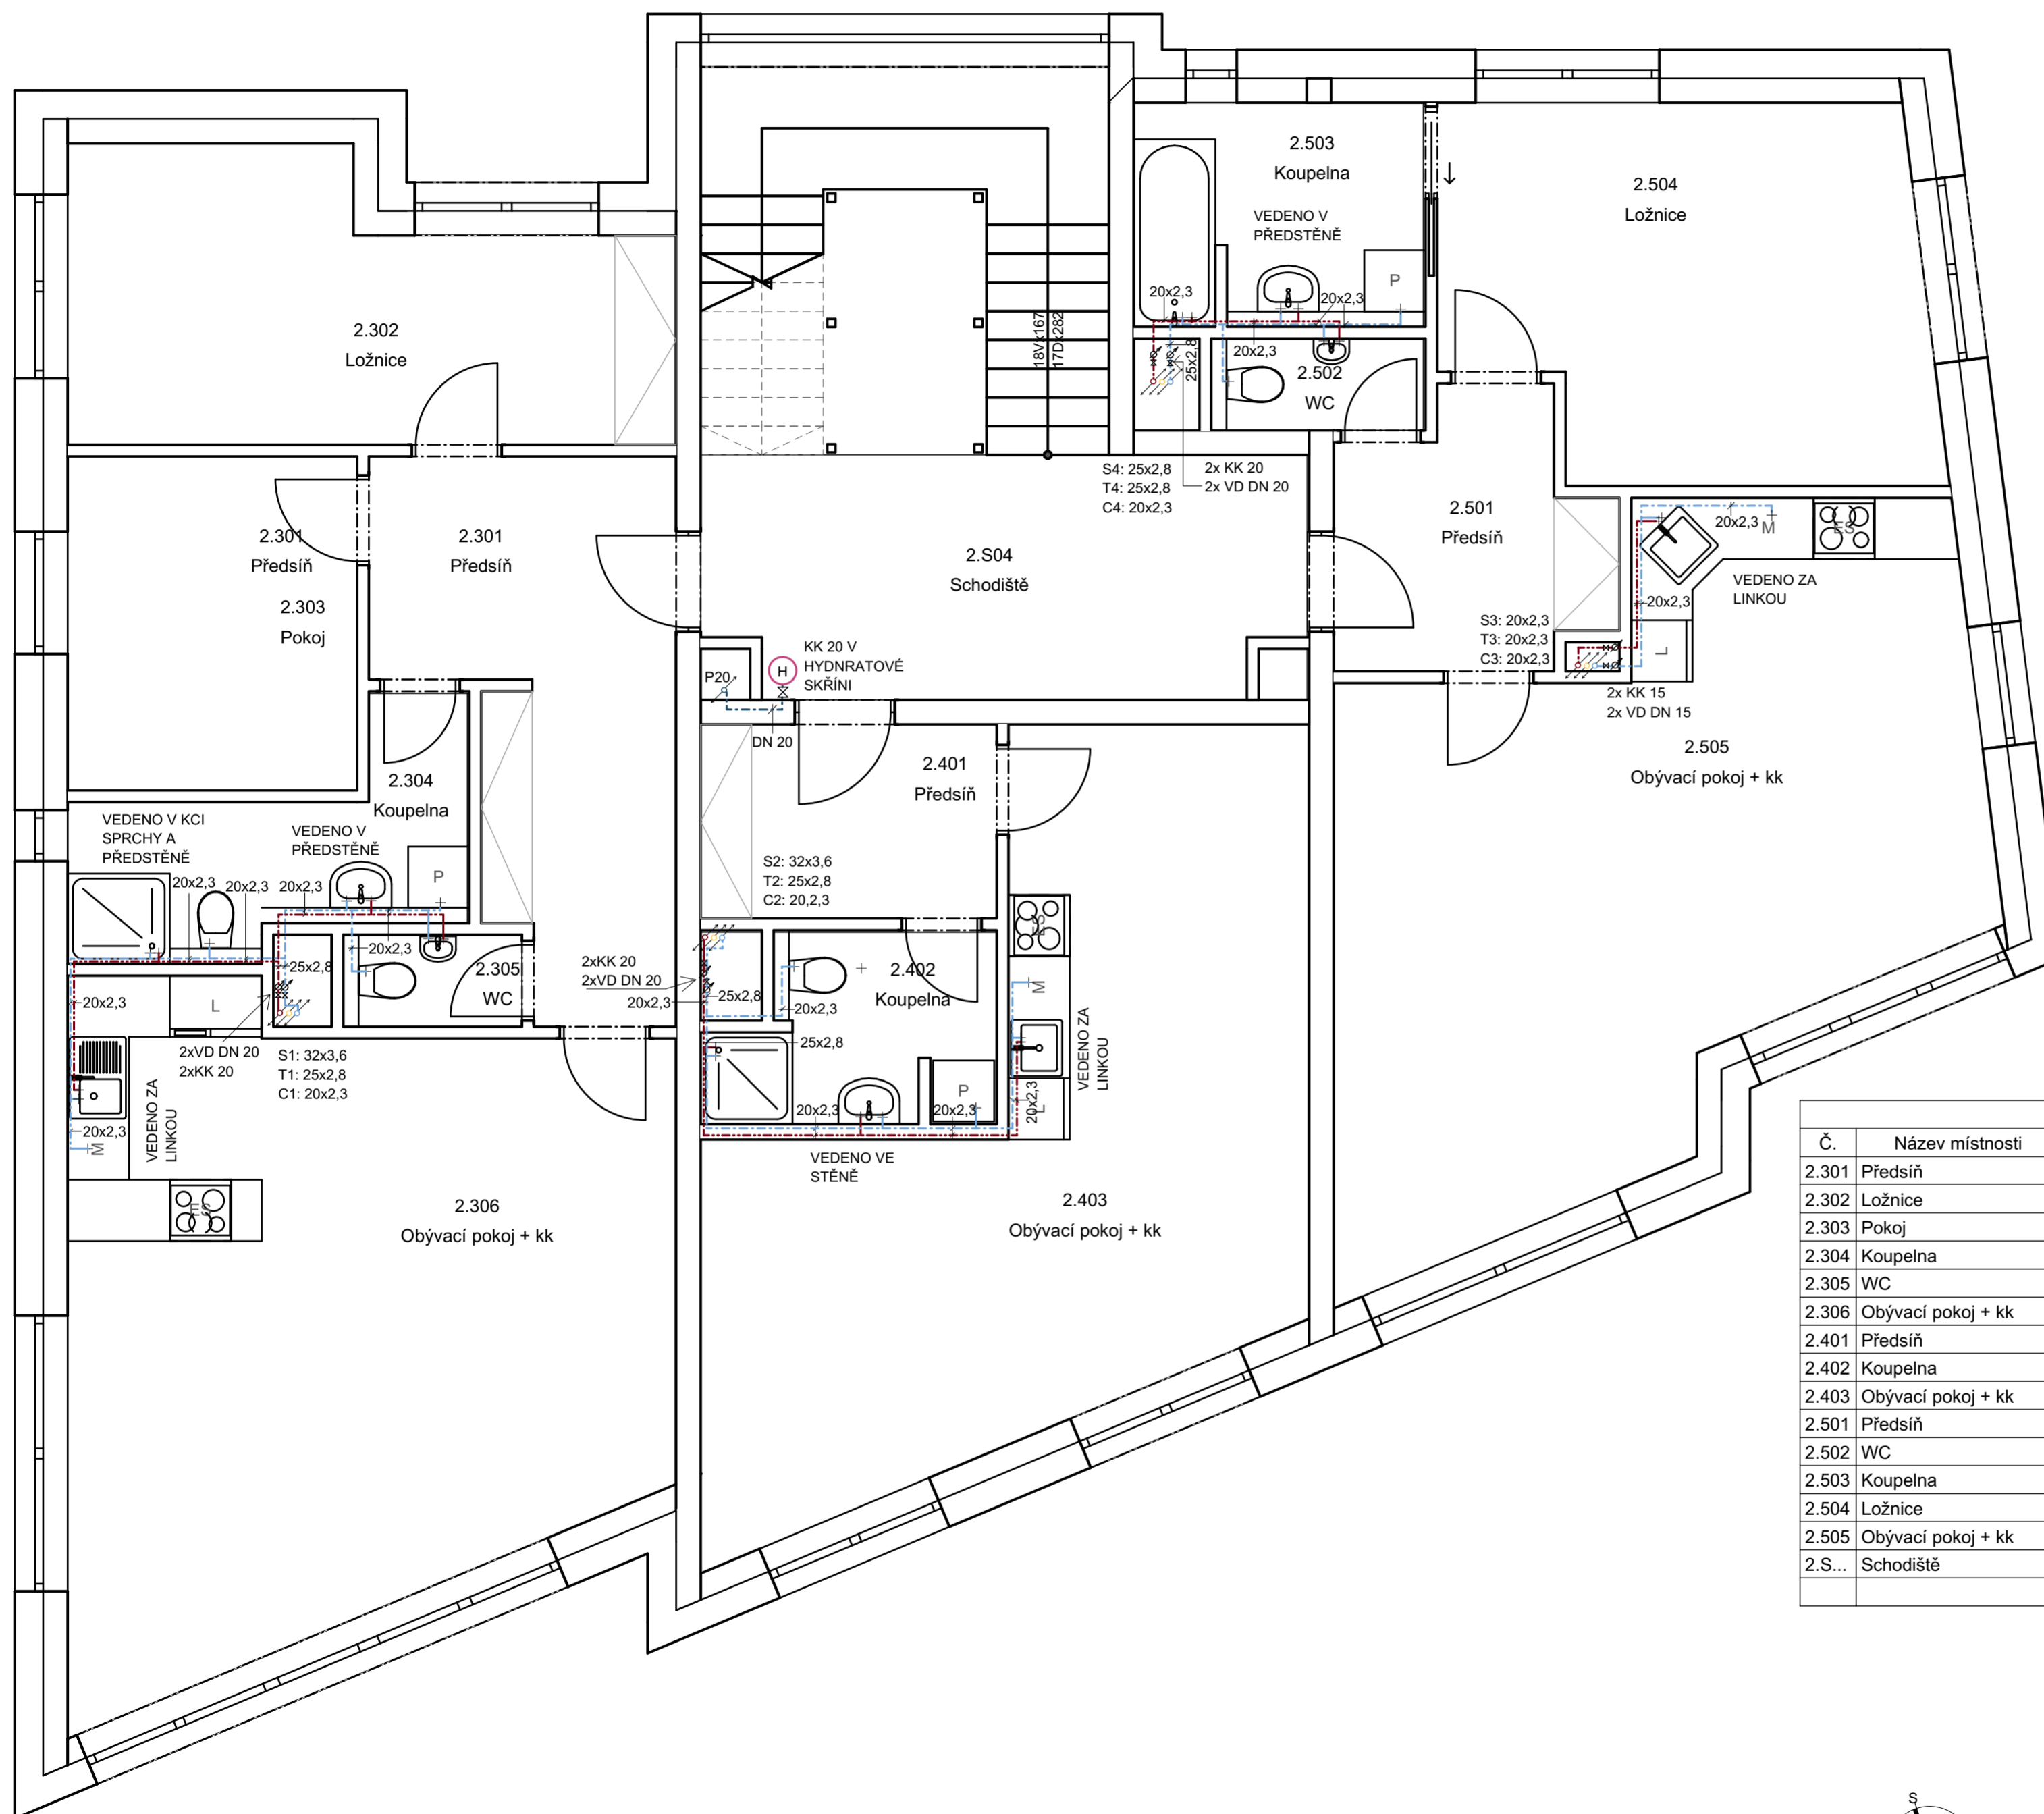 2.503
Koupelna
VEDENO V
PŘEDSTĚNĚ
P
20x2,3
20x2,3
20x2,3
25x2,8
2.502
WC
2.504
Ložnice
18Vx167
17Dx282
2.302
Ložnice
2.301
Předsíň
2.303
Pokoj
2.301
Předsíň
2.S04
Schodiště
S4: 25x2,8
T4: 25x2,8
C4: 20x2,3
2x KK 20
2x VD DN 20
2.501
Předsíň
20x2,3
M
ES
VEDENO ZA
LINKOU
20x2,3
L
S3: 20x2,3
T3: 20x2,3
C3: 20x2,3
2x KK 15
2x VD DN 15
2.505
Obývací pokoj + kk
P20
H
KK 20 V
HYDNRATOVÉ
SKŘÍNI
DN 20
2.401
Předsíň
S2: 32x3,6
T2: 25x2,8
C2: 20,2,3
2.304
Koupelna
VEDENO V KCI
SPRCHY A
PŘEDSTĚNĚ
VEDENO V
PŘEDSTĚNĚ
P
20x2,3
20x2,3
20x2,3
20x2,3
25x2,8
2.305
WC
20x2,3
L
2xVD DN 20
2xKK 20
S1: 32x3,6
T1: 25x2,8
C1: 20x2,3
VEDENO ZA
LINKOU
20x2,3
M
ES
2.306
Obývací pokoj + kk
2xKK 20
2xVD DN 20
20x2,3
25x2,8
20x2,3
25x2,8
2.402
Koupelna
P
ES
M
VEDENO ZA
LINKOU
20x2,3
L
20x2,3
20x2,3
VEDENO VE
STĚNĚ
2.403
Obývací pokoj + kk
Č. Název místnosti
2.301 Předsíň
2.302 Ložnice
2.303 Pokoj
2.304 Koupelna
2.305 WC
2.306 Obývací pokoj + kk
2.401 Předsíň
2.402 Koupelna
2.403 Obývací pokoj + kk
2.501 Předsíň
2.502 WC
2.503 Koupelna
2.504 Ložnice
2.505 Obývací pokoj + kk
2.S... Schodiště
S